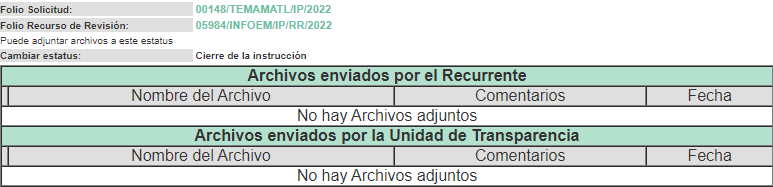 Folio Solicitud: 00148/TEMAMATL/IP/2022
Folio Recurso de Revisión: 05984/INFOEM/IP/RR/2022
Puede adjuntar archivos a este estatus
Cambiar estatus: Cierre de la instrucción
Archivos enviados por el Recurrente
Nombre del Archivo Comentarios Fecha
No hay Archivos adjuntos
Archivos enviados por la Unidad de Transparencia
Nombre del Archivo Comentarios Fecha
No hay Archivos adjuntos